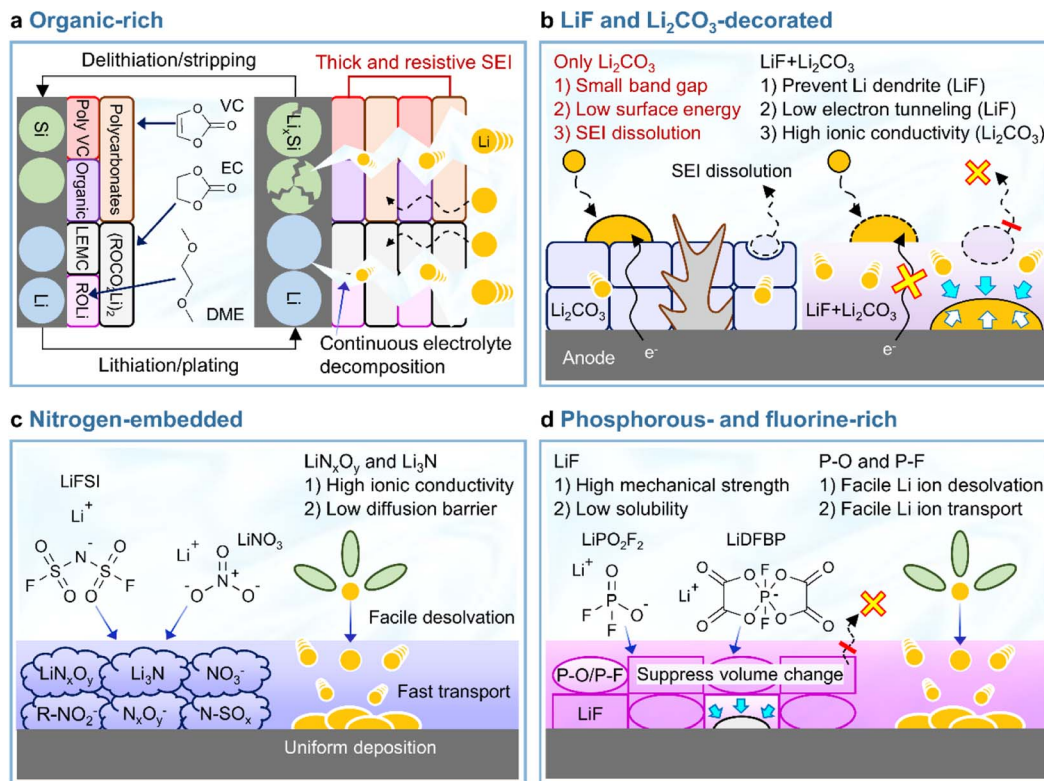 a Organic-rich
Delithiation/stripping
Thick and resistive SEI
Si
Poly VC
Polycarbonates
VC
O
O
O
LixSi
Li
Organic
EC
O
O
O
LEMC
(ROCO2Li)2
O
O
Li
ROLi
DME
Li
Continuous electrolyte
decomposition
Lithiation/plating
b LiF and Li2CO3-decorated
Only Li2CO3
1) Small band gap
2) Low surface energy
3) SEI dissolution
LiF+Li2CO3
1) Prevent Li dendrite (LiF)
2) Low electron tunneling (LiF)
3) High ionic conductivity (Li2CO3)
SEI dissolution
Li2CO3
LiF+Li2CO3
Anode
e-
e-
c Nitrogen-embedded
LiNxOy and Li3N
1) High ionic conductivity
2) Low diffusion barrier
LiFSI
Li+
O N- O
F S S F
O O
LiNO3
Li+
O
N+
-O O-
Facile desolvation
LiNxOy
Li3N
NO3-
Fast transport
R-NO2-
NxOy-
N-SOx
Uniform deposition
d Phosphorous- and fluorine-rich
LiF
1) High mechanical strength
2) Low solubility
P-O and P-F
1) Facile Li ion desolvation
2) Facile Li ion transport
LiPO2F2
Li+
O
F P O-
F
LiDFBP
Li+
O F O
O O
P-
O O
O F O
P-O/P-F
Suppress volume change
LiF